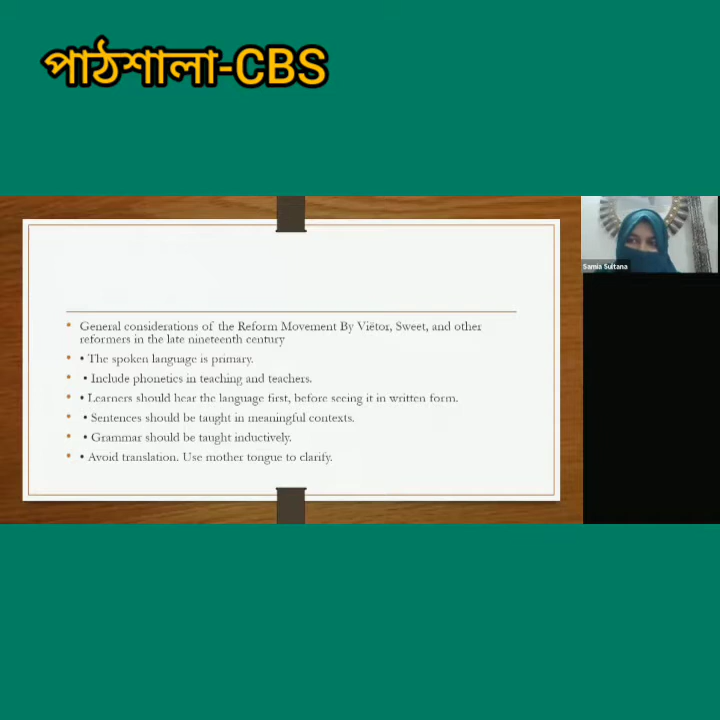 পাঠশালা-CBS
Samia Sultana
• General considerations of the Reform Movement By Viëtor, Sweet, and other
reformers in the late nineteenth century
• • The spoken language is primary.
• • Include phonetics in teaching and teachers.
• • Learners should hear the language first, before seeing it in written form.
• • Sentences should be taught in meaningful contexts.
• • Grammar should be taught inductively.
• • Avoid translation. Use mother tongue to clarify.